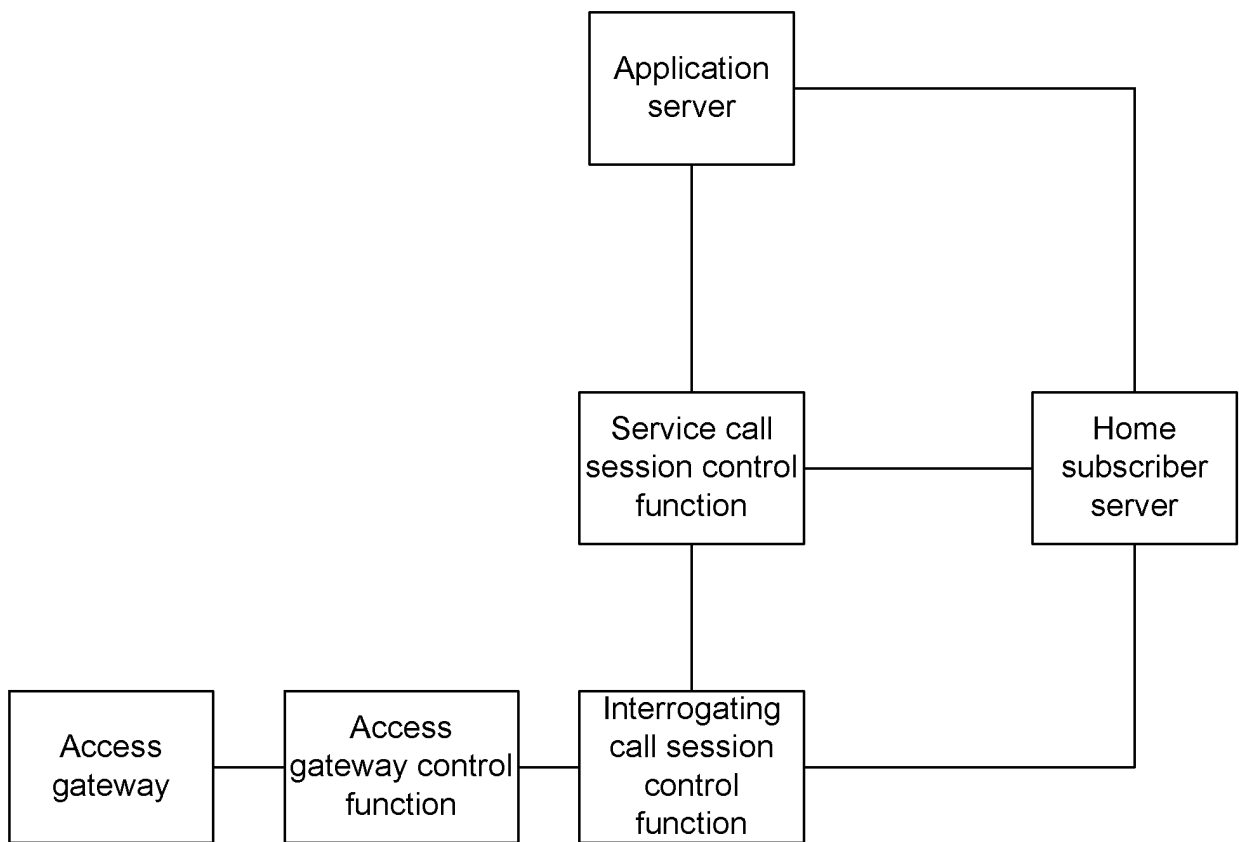 Application
server
Service call
session control
function
Home
subscriber
server
Access
gateway
Access
gateway control
function
Interrogating
call session
control
function